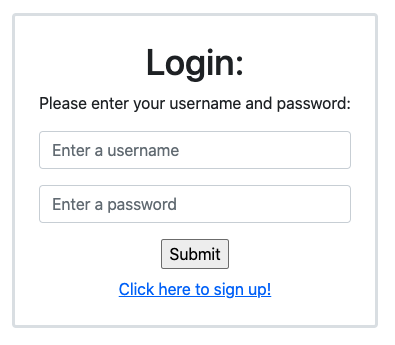 Login:
Please enter your username and password:
Enter a username
Enter a password
Submit
Click here to sign up!